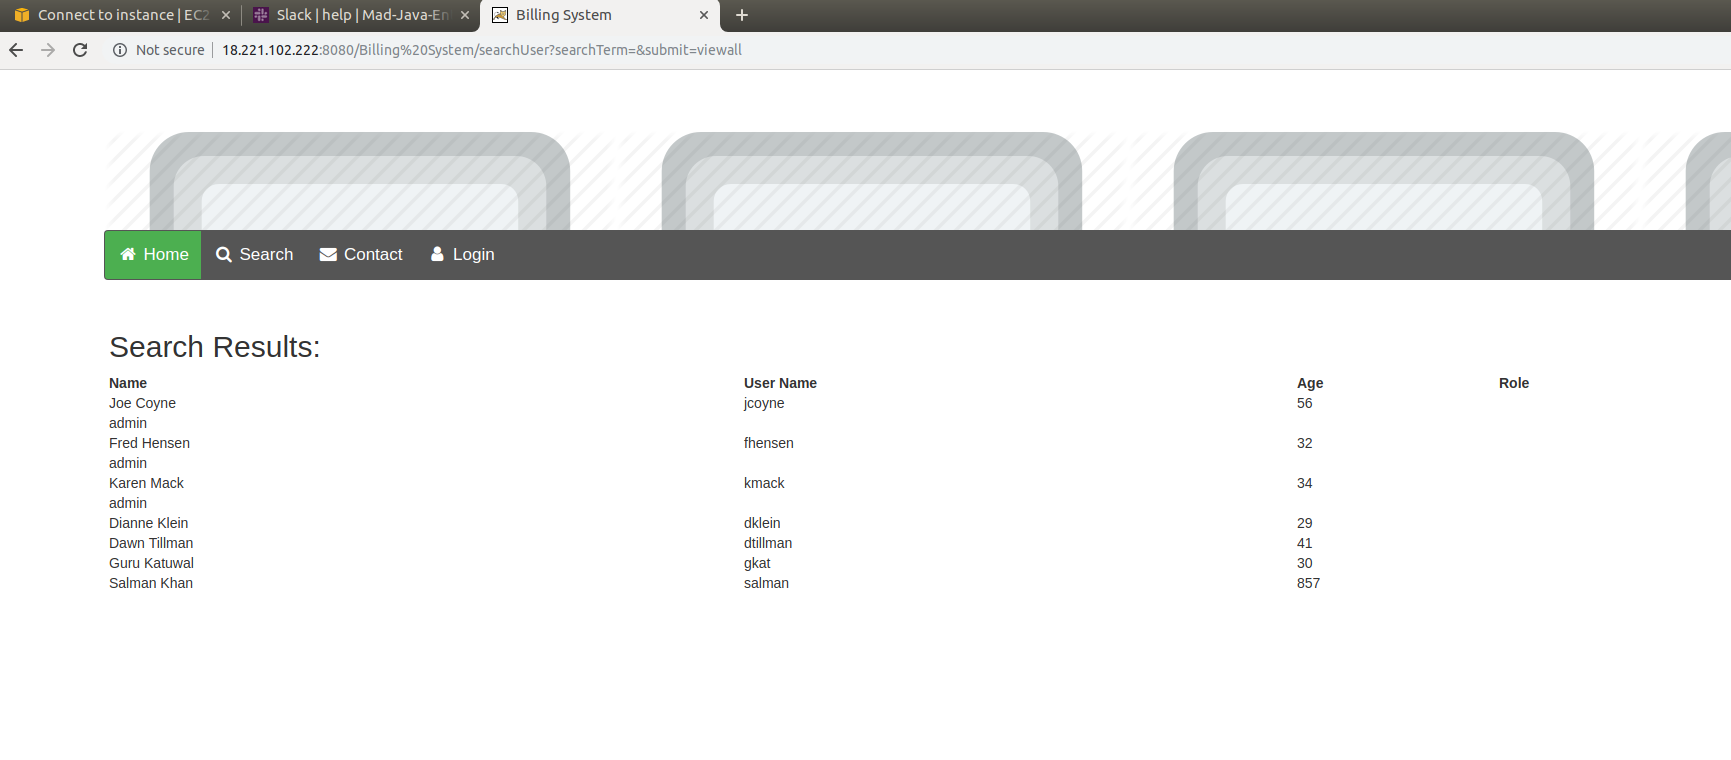 Connect to instance | EC2
Slack | help | Mad-Java-En
Billing System
Not secure | 18.221.102.222:8080/Billing%20System/searchUser?searchTerm=&submit=viewall
Home Search Contact Login
Search Results:
Name User Name Age Role
Joe Coyne jcoyne 56
admin
Fred Hensen fhensen 32
admin
Karen Mack kmack 34
admin
Dianne Klein dklein 29
Dawn Tillman dtillman 41
Guru Katuwal gkat 30
Salman Khan salman 857